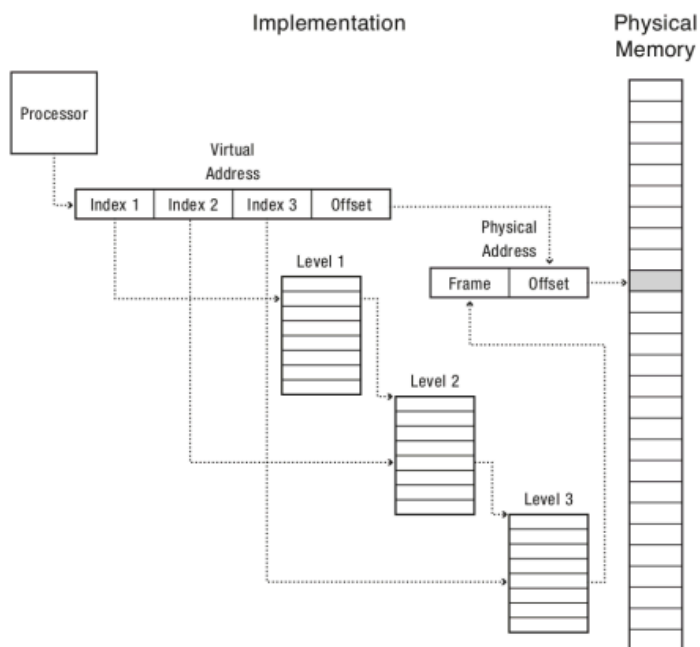 Implementation
Physical
Memory
Processor
Virtual
Address
Index 1 Index 2 Index 3 Offset
Physical
Address
Level 1
Frame Offset
Level 2
Level 3